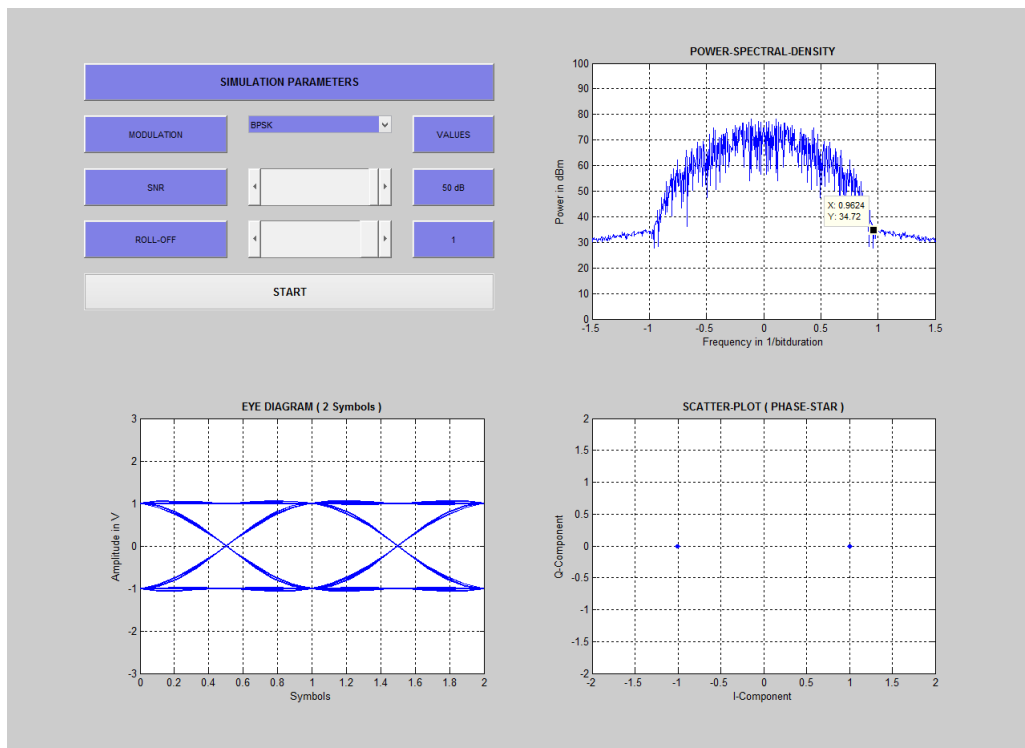 SIMULATION PARAMETERS
MODULATION
BPSK
VALUES
SNR
50 dB
ROLL-OFF
1
START
POWER-SPECTRAL-DENSITY
100
90
80
70
60
50
40
30
20
10
0
Power in dBm
X: 0.9624
Y: 34.72
-1.5 -1 -0.5 0 0.5 1 1.5
Frequency in 1/bitduration
EYE DIAGRAM ( 2 Symbols )
3
2
1
0
-1
-2
-3
Amplitude in V
0 0.2 0.4 0.6 0.8 1 1.2 1.4 1.6 1.8 2
Symbols
SCATTER-PLOT ( PHASE-STAR )
2
1.5
1
0.5
0
-0.5
-1
-1.5
-2
Q-Component
-2 -1.5 -1 -0.5 0 0.5 1 1.5 2
I-Component